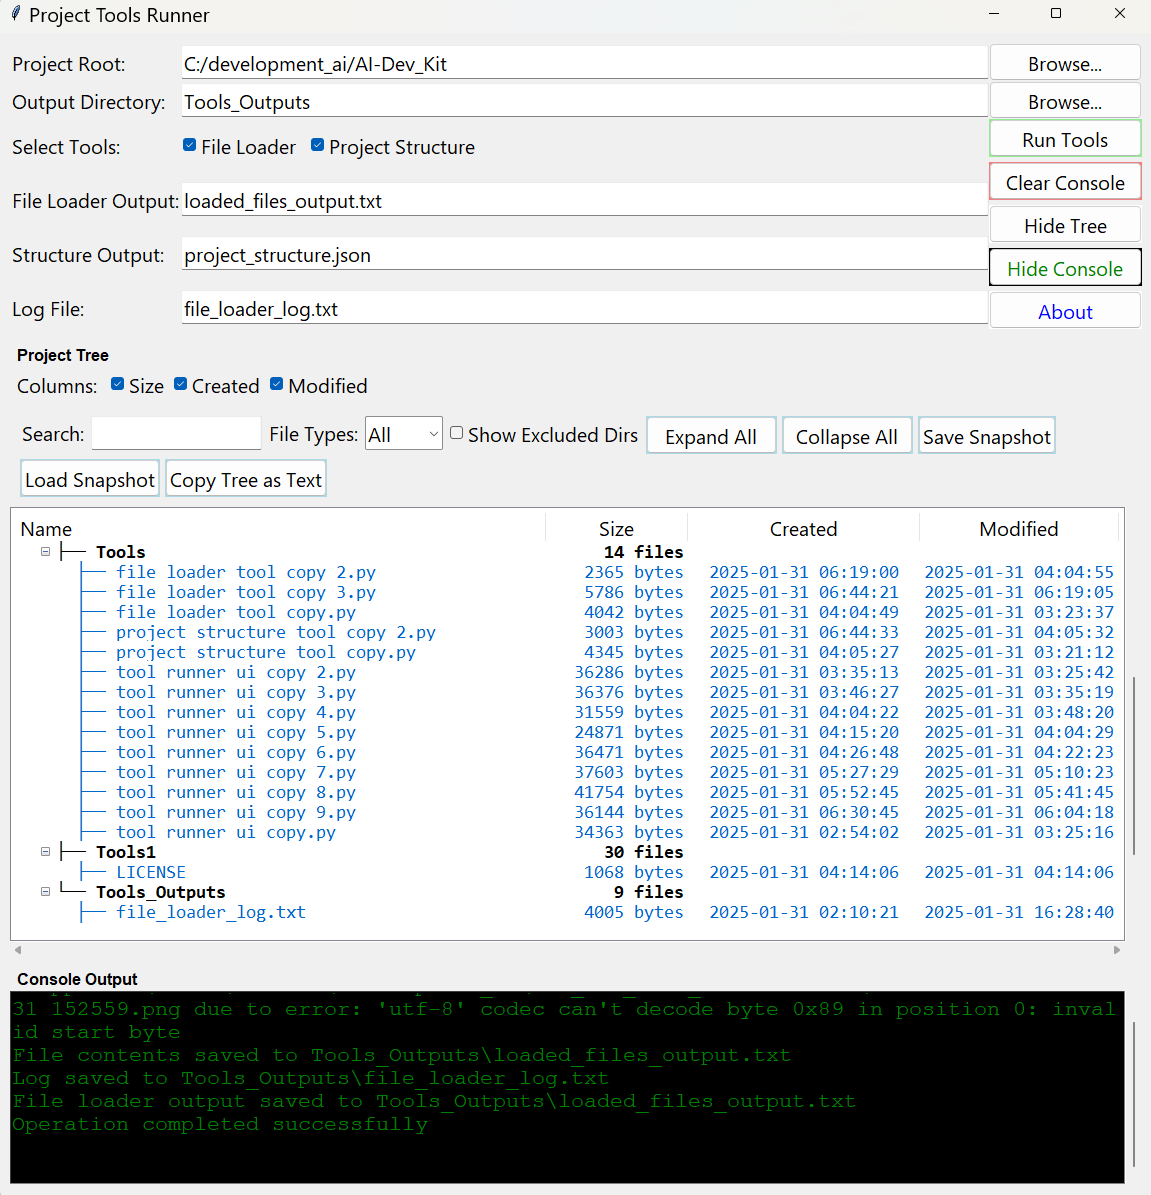 Project Tools Runner
Project Root: C:/development_ai/AI-Dev_Kit Browse...
Output Directory: Tools_Outputs Browse...
Select Tools: File Loader Project Structure Run Tools
Clear Console
File Loader Output: loaded_files_output.txt
Hide Tree
Structure Output: project_structure.json
Hide Console
Log File: file_loader_log.txt About
Project Tree
Columns: Size Created Modified
Search: File Types: All Show Excluded Dirs Expand All Collapse All Save Snapshot
Load Snapshot Copy Tree as Text
Name Size Created Modified
Tools 14 files
file loader tool copy 2.py 2365 bytes 2025-01-31 06:19:00 2025-01-31 04:04:55
file loader tool copy 3.py 5786 bytes 2025-01-31 06:44:21 2025-01-31 06:19:05
file loader tool copy.py 4042 bytes 2025-01-31 04:04:49 2025-01-31 03:23:37
project structure tool copy 2.py 3003 bytes 2025-01-31 06:44:33 2025-01-31 04:05:32
project structure tool copy.py 4345 bytes 2025-01-31 04:05:27 2025-01-31 03:21:12
tool runner ui copy 2.py 36286 bytes 2025-01-31 03:35:13 2025-01-31 03:25:42
tool runner ui copy 3.py 36376 bytes 2025-01-31 03:46:27 2025-01-31 03:35:19
tool runner ui copy 4.py 31559 bytes 2025-01-31 04:04:22 2025-01-31 03:48:20
tool runner ui copy 5.py 24871 bytes 2025-01-31 04:15:20 2025-01-31 04:04:29
tool runner ui copy 6.py 36471 bytes 2025-01-31 04:26:48 2025-01-31 04:22:23
tool runner ui copy 7.py 37603 bytes 2025-01-31 05:27:29 2025-01-31 05:10:23
tool runner ui copy 8.py 41754 bytes 2025-01-31 05:52:45 2025-01-31 05:41:45
tool runner ui copy 9.py 36144 bytes 2025-01-31 06:30:45 2025-01-31 06:04:18
tool runner ui copy.py 34363 bytes 2025-01-31 02:54:02 2025-01-31 03:25:16
Tools1 30 files
LICENSE 1068 bytes 2025-01-31 04:14:06 2025-01-31 04:14:06
Tools_Outputs 9 files
file_loader_log.txt 4005 bytes 2025-01-31 02:10:21 2025-01-31 16:28:40
Console Output
31 152559.png due to error: 'utf-8' codec can't decode byte 0x89 in position 0: inval
id start byte
File contents saved to Tools_Outputs\loaded_files_output.txt
Log saved to Tools_Outputs\file_loader_log.txt
File loader output saved to Tools_Outputs\loaded_files_output.txt
Operation completed successfully